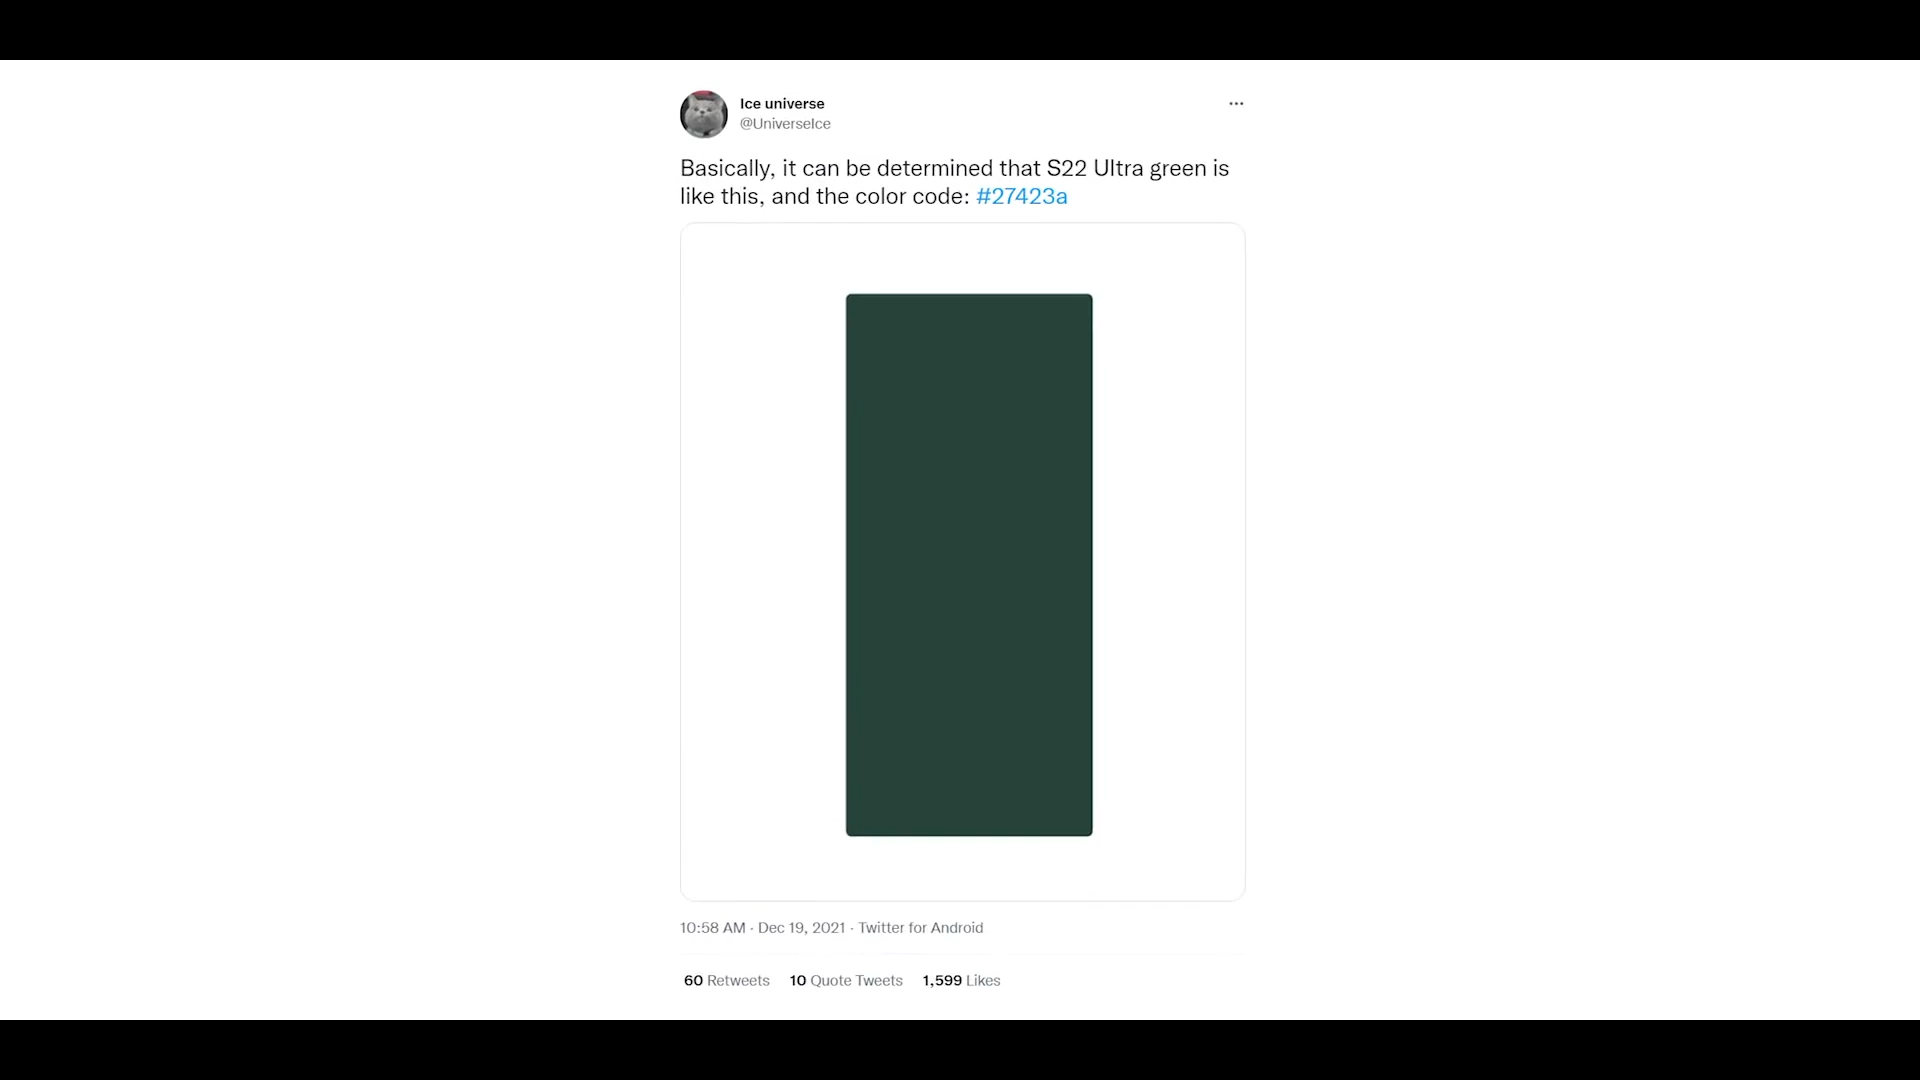 Ice universe
@UniverseIce
Basically, it can be determined that S22 Ultra green is
like this, and the color code: #27423a
10:58 AM · Dec 19, 2021 · Twitter for Android
60 Retweets 10 Quote Tweets 1,599 Likes